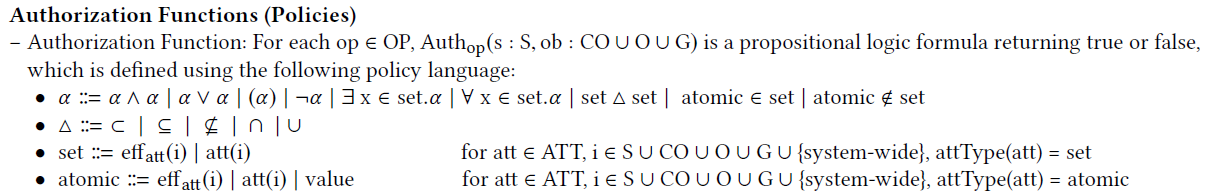 Authorization Functions (Policies)
– Authorization Function: For each op ∈ OP, Auth_op(s : S, ob : CO ∪ O ∪ G) is a propositional logic formula returning true or false,
which is defined using the following policy language:
• α ::= α ∧ α | α ∨ α | (α) | ¬α | ∃ x ∈ set.α | ∀ x ∈ set.α | set △ set | atomic ∈ set | atomic ∉ set
• △ ::= ⊂ | ⊆ | ⊈ | ∩ | ∪
• set ::= eff_att(i) | att(i) for att ∈ ATT, i ∈ S ∪ CO ∪ O ∪ G ∪ {system-wide}, attType(att) = set
• atomic ::= eff_att(i) | att(i) | value for att ∈ ATT, i ∈ S ∪ CO ∪ O ∪ G ∪ {system-wide}, attType(att) = atomic